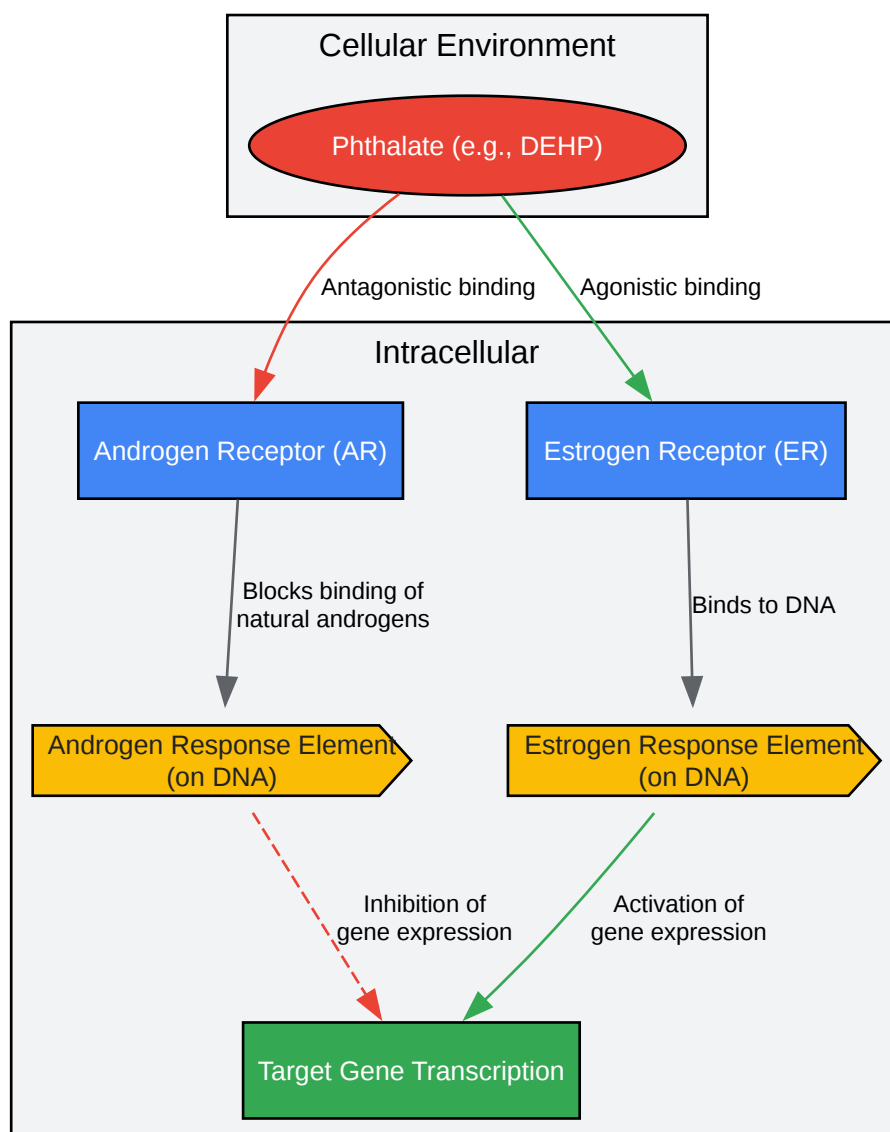 Cellular Environment
Phthalate (e.g., DEHP)
Antagonistic binding
Agonistic binding
Intracellular
Androgen Receptor (AR)
Estrogen Receptor (ER)
Blocks binding of
natural androgens
Binds to DNA
Androgen Response Element
(on DNA)
Estrogen Response Element
(on DNA)
Inhibition of
gene expression
Activation of
gene expression
Target Gene Transcription